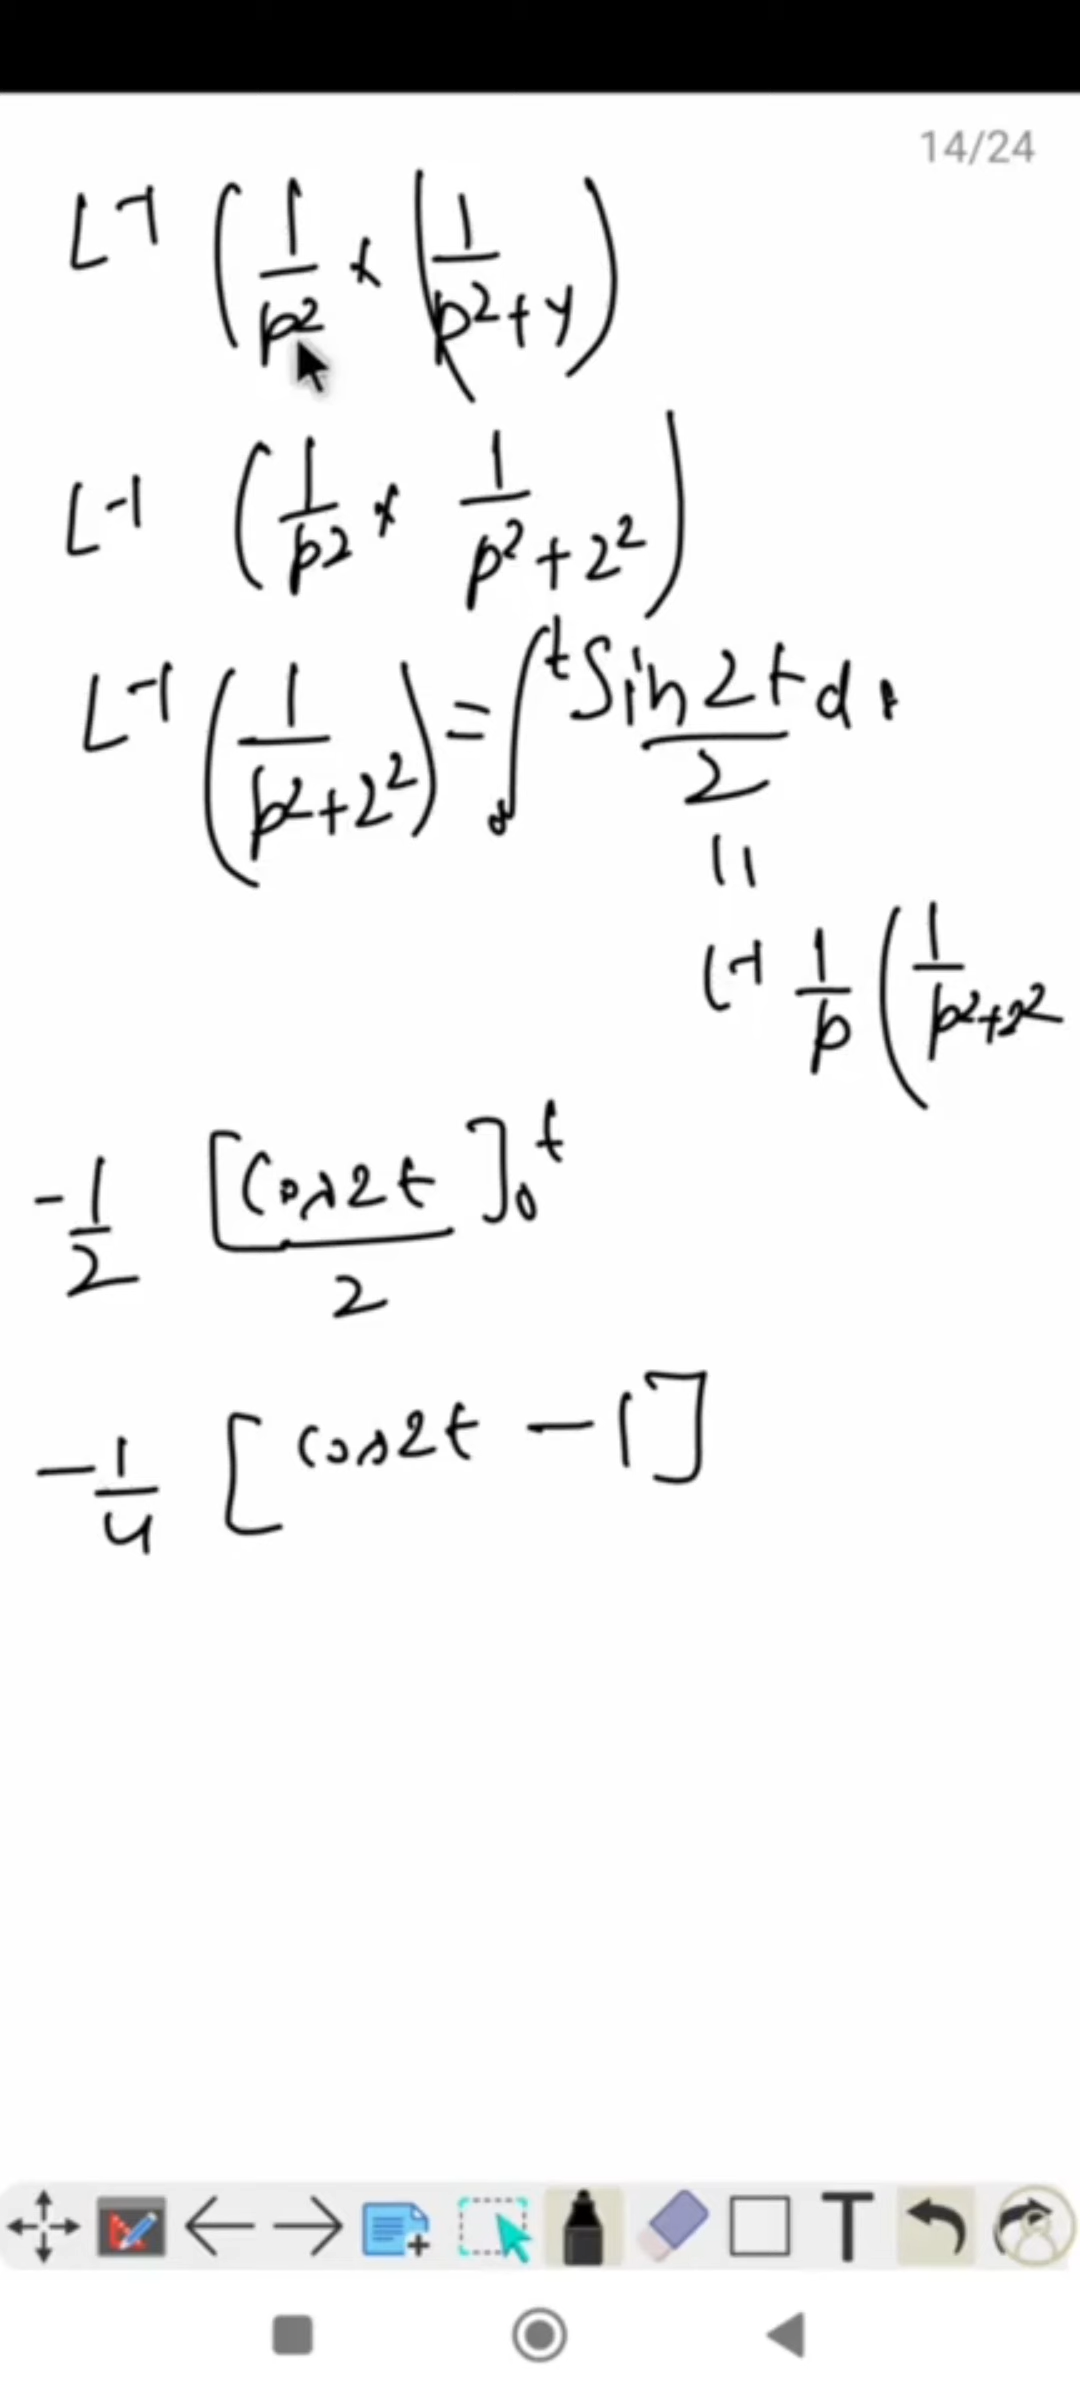 14/24
L⁻¹ (1/p² × (1/p²+4)
L⁻¹ (1/p² × 1/p²+2²)
L⁻¹ (1/p²+2²) = ∫₀ᵗ Sin2t/2 dt
||
L⁻¹ 1/p (1/p²+2²
-1/2 [Cos2t]₀ᵗ/2
-1/4 [cos2t - 1]
T